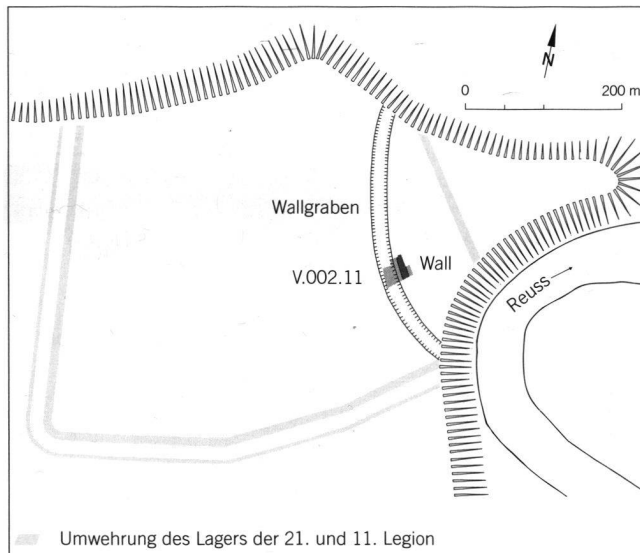 N
0
200 m
Wallgraben
Wall
V.002.11
Reuss
Umwehrung des Lagers der 21. und 11. Legion